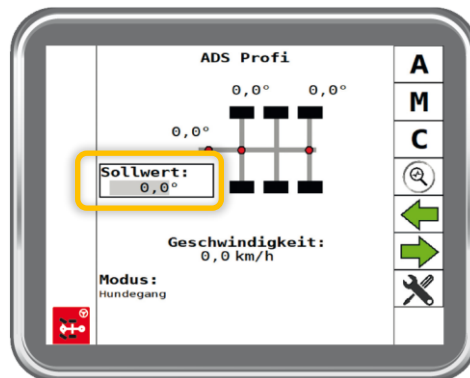 ADS Profi
0,0° 0,0°
0,0°
Sollwert:
0,0°
Geschwindigkeit:
0,0 km/h
Modus:
Hundegang
A
M
C